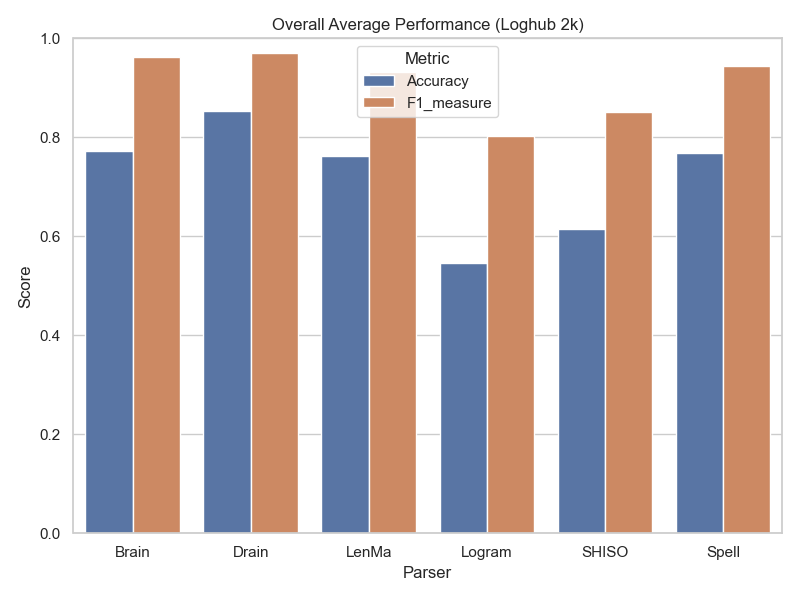 Overall Average Performance (Loghub 2k)
Metric
Accuracy
F1_measure
1.0
0.8
0.6
0.4
0.2
0.0
Score
Brain Drain LenMa Logram SHISO Spell
Parser